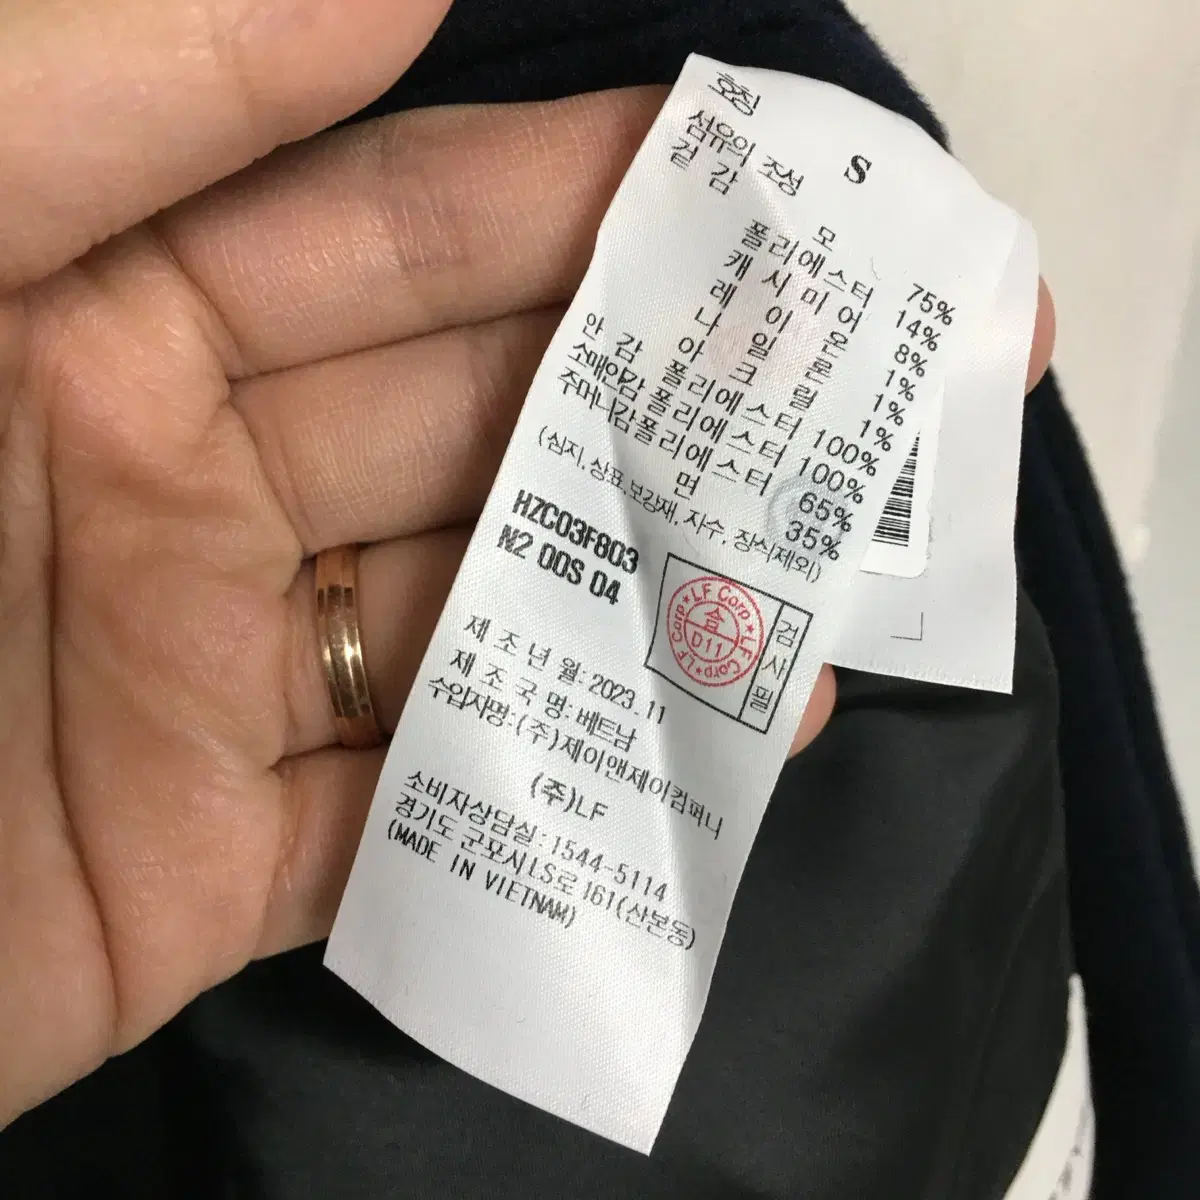 호칭 S
섬유의 조성
겉 감
모 75%
폴리에스터 14%
캐 시 미 어 8%
레 이 온 1%
나 일 론 1%
아 크 릴 1%
안 감 폴리에스터 100%
소매안감 폴리에스터 100%
주머니감폴리에스터 65%
면 35%
(심지, 상표, 보강재, 자수, 장식제외)
HZC03F803
N2 00S 04
검사필
LF Corp ★ LF Corp ★ LF Corp ★
합
D11
제 조 년 월: 2023.11
제 조 국 명: 베트남
수입자명:(주)제이앤제이컴퍼니
(주)LF
소비자상담실:1544-5114
경기도 군포시 LS로 161(산본동)
(MADE IN VIETNAM)